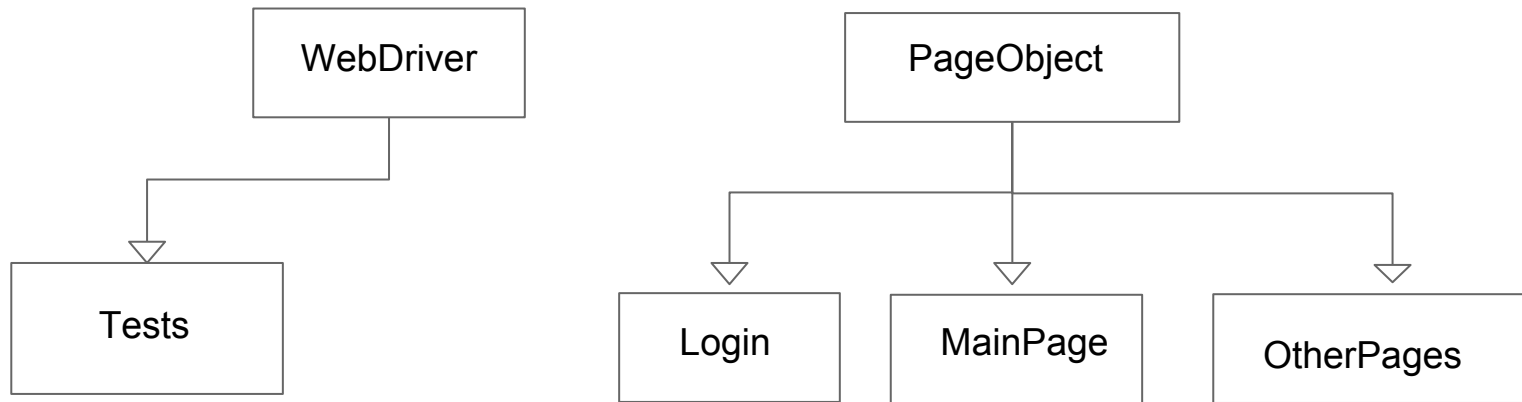 WebDriver
PageObject
Tests
Login
MainPage
OtherPages